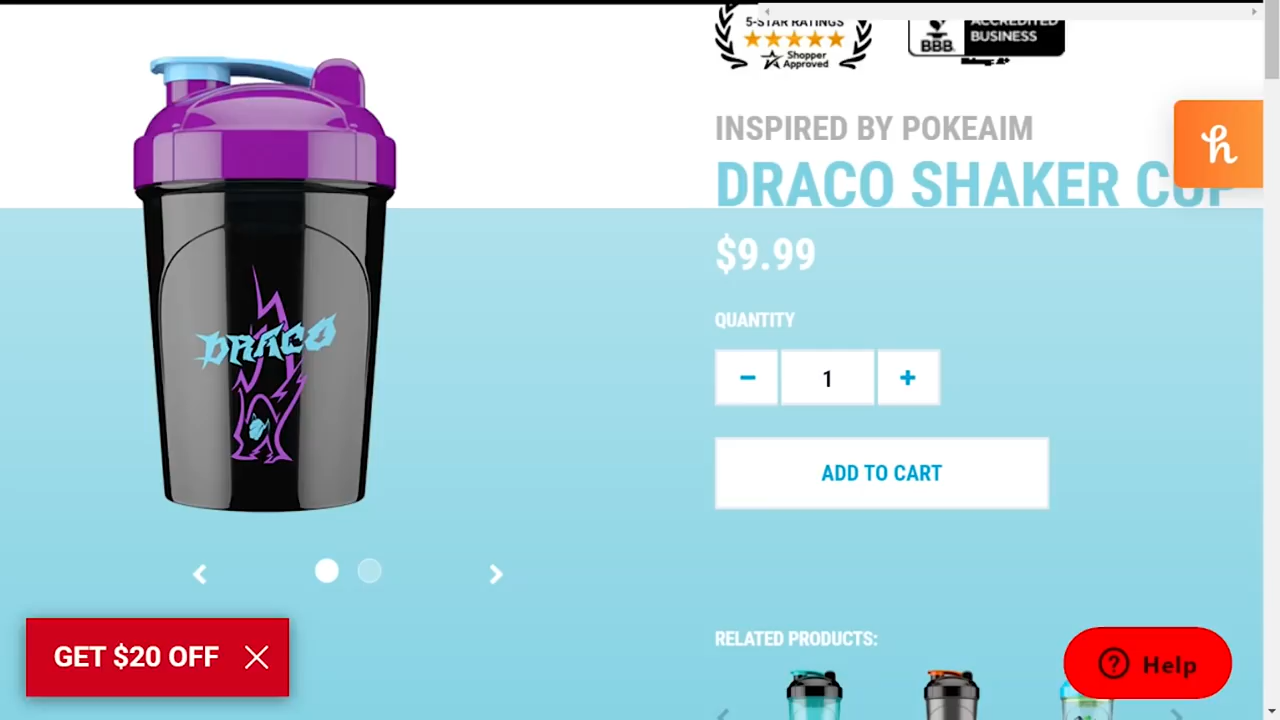 5-STAR RATINGS
Shopper
Approved
ACCREDITED
BUSINESS
BBB.
INSPIRED BY POKEAIM
DRACO SHAKER CUP
$9.99
QUANTITY
− 1 +
ADD TO CART
DRACO
GET $20 OFF
RELATED PRODUCTS:
Help